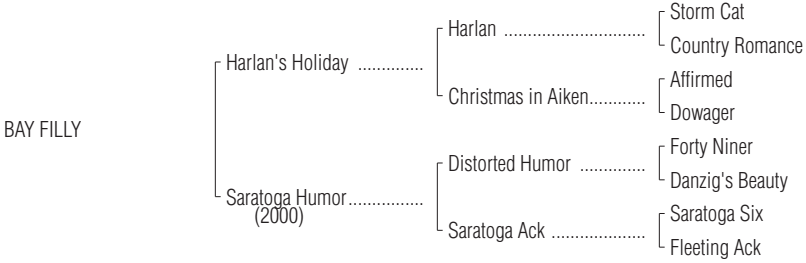 Storm Cat
Harlan ..............................
Country Romance
Harlan's Holiday ..............
Affirmed
Christmas in Aiken............
Dowager
BAY FILLY
Forty Niner
Distorted Humor ..............
Danzig's Beauty
Saratoga Humor................
(2000)
Saratoga Six
Saratoga Ack ....................
Fleeting Ack